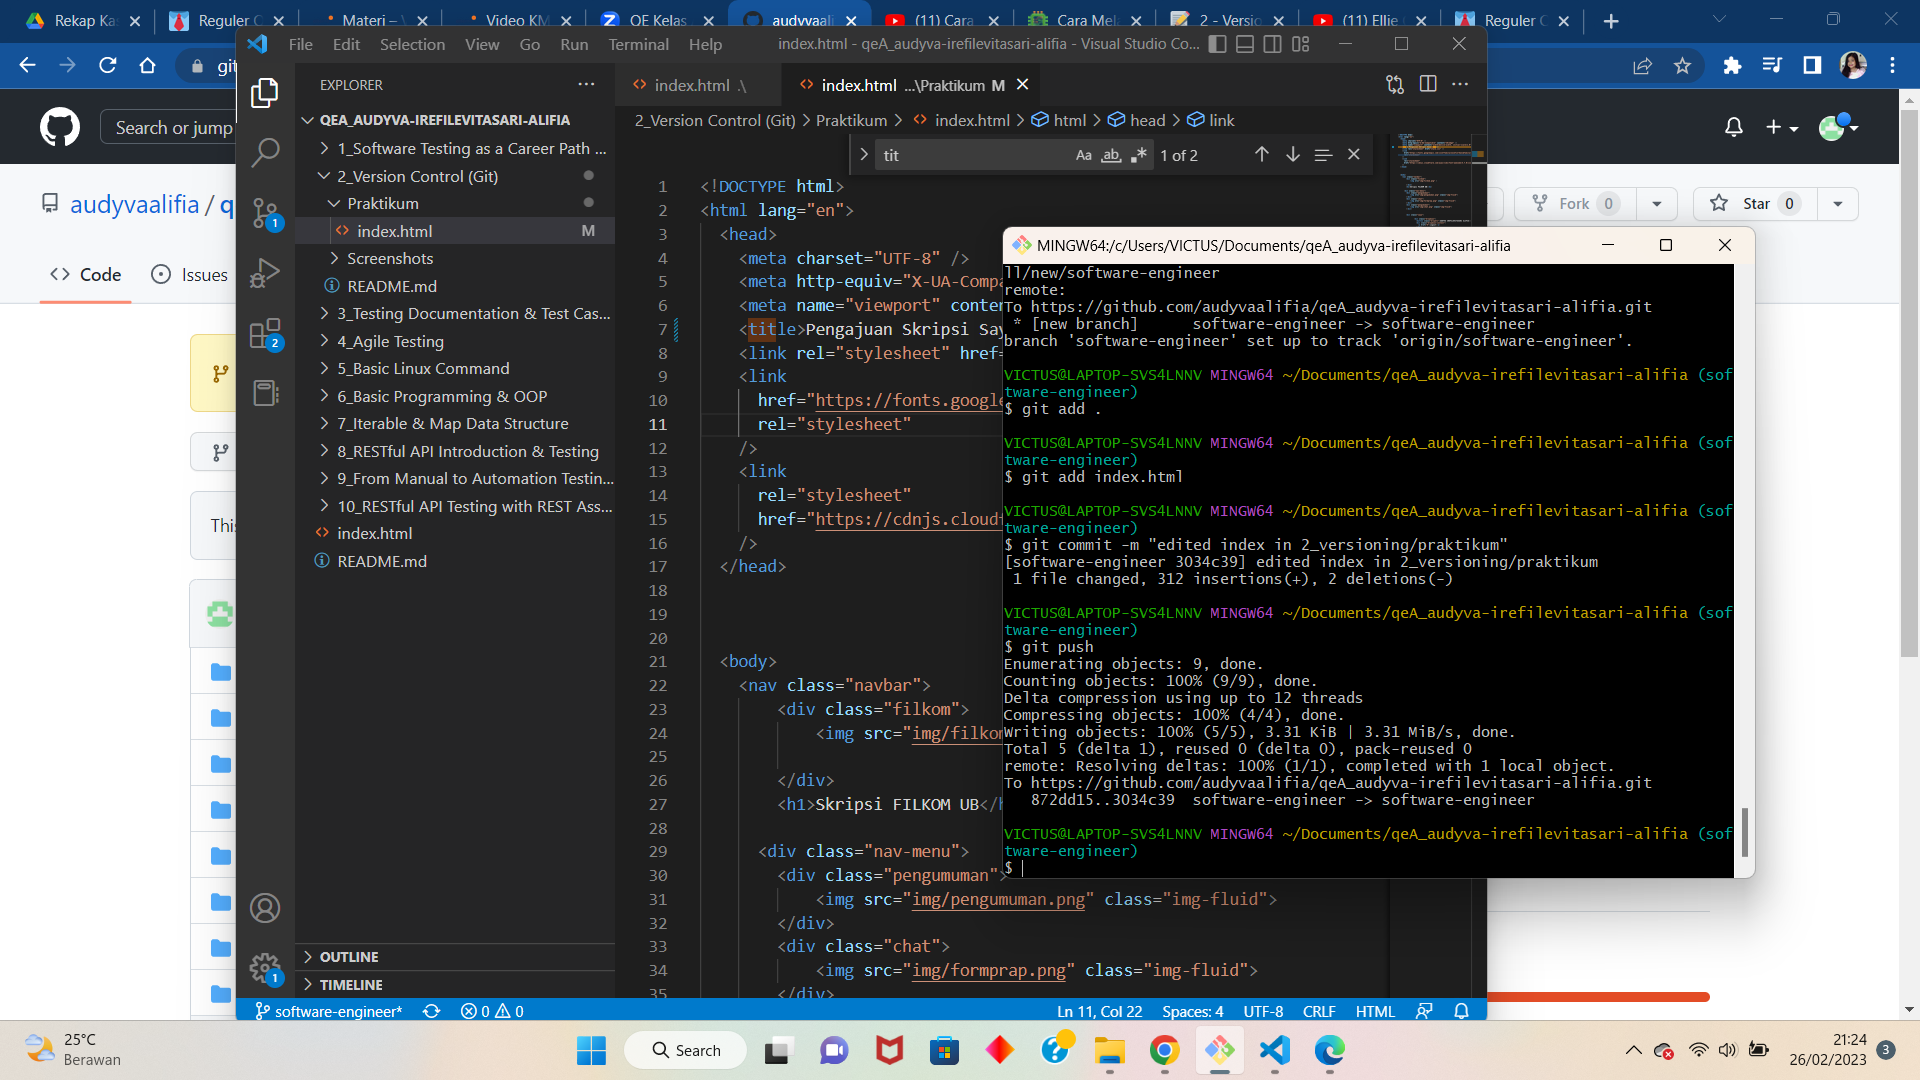 Rekap Ka
Reguler C
Materi –
Video KM
OE Kelas
audyvaali
(11) Cara
Cara Mel
2 - Versio
(11) Ellie
Reguler C
git
Search or jump
audyvaalifia / q
Code
Issues
Fork 0
Star 0
This
File Edit Selection View Go Run Terminal Help
index.html - qeA_audyva-irefilevitasari-alifia - Visual Studio Co...
EXPLORER
QEA_AUDYVA-IREFILEVITASARI-ALIFIA
1_Software Testing as a Career Path ...
2_Version Control (Git)
Praktikum
index.html M
Screenshots
README.md
3_Testing Documentation & Test Cas...
4_Agile Testing
5_Basic Linux Command
6_Basic Programming & OOP
7_Iterable & Map Data Structure
8_RESTful API Introduction & Testing
9_From Manual to Automation Testin...
10_RESTful API Testing with REST Ass...
index.html
README.md
OUTLINE
TIMELINE
1
2
1
index.html .\
index.html ...\Praktikum M
2_Version Control (Git) > Praktikum > index.html > html > head > link
tit
Aa ab 1 of 2
1 <!DOCTYPE html>
2 <html lang="en">
3 <head>
4 <meta charset="UTF-8" />
5 <meta http-equiv="X-UA-Compa
6 <meta name="viewport" conten
7 <title>Pengajuan Skripsi Say
8 <link rel="stylesheet" href=
9 <link
10 href="https://fonts.google
11 rel="stylesheet"
12 />
13 <link
14 rel="stylesheet"
15 href="https://cdnjs.cloudf
16 />
17 </head>
18
19
20
21 <body>
22 <nav class="navbar">
23 <div class="filkom">
24 <img src="img/filkom
25
26 </div>
27 <h1>Skripsi FILKOM UB</h
28
29 <div class="nav-menu">
30 <div class="pengumuman">
31 <img src="img/pengumuman.png" class="img-fluid">
32 </div>
33 <div class="chat">
34 <img src="img/formprap.png" class="img-fluid">
35 </div>
software-engineer*
0 0
Ln 11, Col 22 Spaces: 4 UTF-8 CRLF HTML
MINGW64:/c/Users/VICTUS/Documents/qeA_audyva-irefilevitasari-alifia
ll/new/software-engineer
remote:
To https://github.com/audyvaalifia/qeA_audyva-irefilevitasari-alifia.git
* [new branch] software-engineer -> software-engineer
branch 'software-engineer' set up to track 'origin/software-engineer'.
VICTUS@LAPTOP-SVS4LNNV MINGW64 ~/Documents/qeA_audyva-irefilevitasari-alifia (sof
tware-engineer)
$ git add .
VICTUS@LAPTOP-SVS4LNNV MINGW64 ~/Documents/qeA_audyva-irefilevitasari-alifia (sof
tware-engineer)
$ git add index.html
VICTUS@LAPTOP-SVS4LNNV MINGW64 ~/Documents/qeA_audyva-irefilevitasari-alifia (sof
tware-engineer)
$ git commit -m "edited index in 2_versioning/praktikum"
[software-engineer 3034c39] edited index in 2_versioning/praktikum
1 file changed, 312 insertions(+), 2 deletions(-)
VICTUS@LAPTOP-SVS4LNNV MINGW64 ~/Documents/qeA_audyva-irefilevitasari-alifia (sof
tware-engineer)
$ git push
Enumerating objects: 9, done.
Counting objects: 100% (9/9), done.
Delta compression using up to 12 threads
Compressing objects: 100% (4/4), done.
Writing objects: 100% (5/5), 3.31 KiB | 3.31 MiB/s, done.
Total 5 (delta 1), reused 0 (delta 0), pack-reused 0
remote: Resolving deltas: 100% (1/1), completed with 1 local object.
To https://github.com/audyvaalifia/qeA_audyva-irefilevitasari-alifia.git
872dd15..3034c39 software-engineer -> software-engineer
VICTUS@LAPTOP-SVS4LNNV MINGW64 ~/Documents/qeA_audyva-irefilevitasari-alifia (sof
tware-engineer)
$
25°C
Berawan
Search
21:24
26/02/2023
3